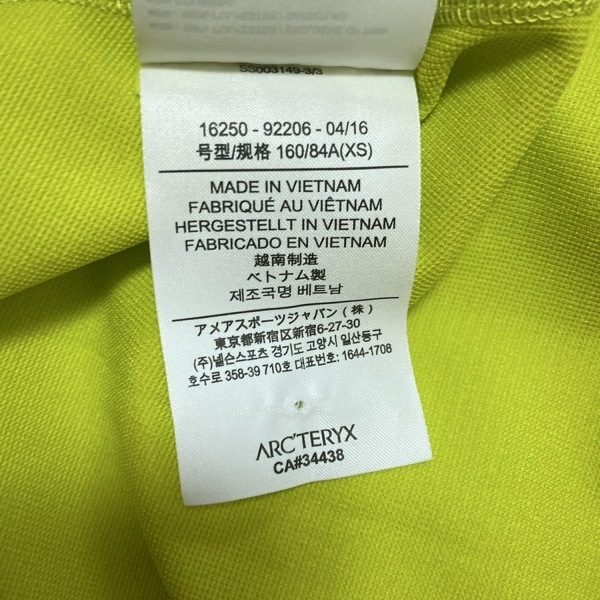 SS003149-3/3
16250 - 92206 - 04/16
号型/规格 160/84A(XS)
MADE IN VIETNAM
FABRIQUÉ AU VIÊTNAM
HERGESTELLT IN VIETNAM
FABRICADO EN VIETNAM
越南制造
ベトナム製
제조국명 베트남
アメアスポーツジャパン ( 株 )
東京都新宿区新宿6-27-30
(주)넬슨스포츠 경기도 고양시 일산동구
호수로 358-39 710호 대표번호: 1644-1708
ARC'TERYX
CA#34438